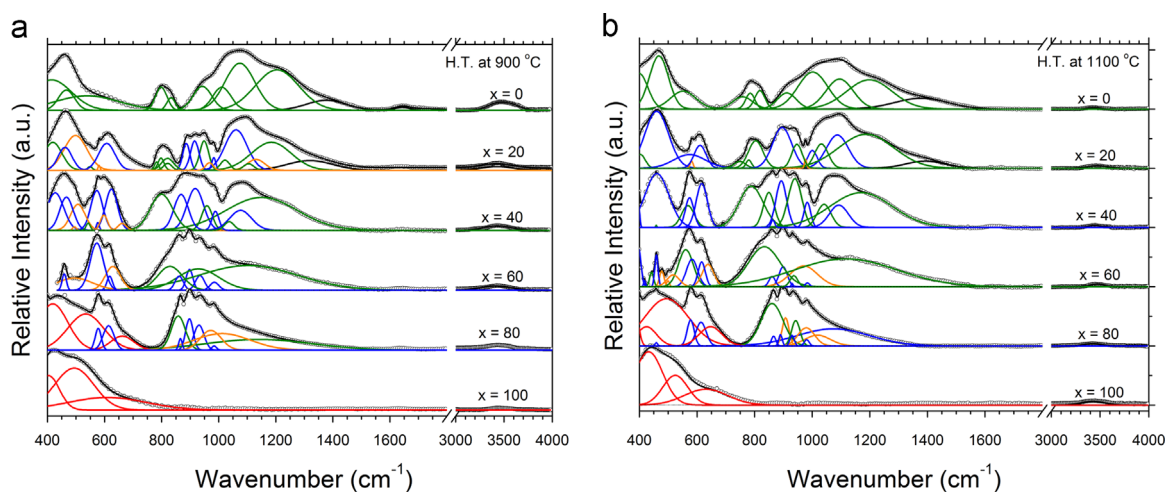 a
H.T. at 900 °C
x = 0
x = 20
x = 40
x = 60
x = 80
x = 100
Relative Intensity (a.u.)
400 600 800 1000 1200 1400 1600 3000 3500 4000
Wavenumber (cm-1)
b
H.T. at 1100 °C
x = 0
x = 20
x = 40
x = 60
x = 80
x = 100
Relative Intensity (a.u.)
400 600 800 1000 1200 1400 1600 3000 3500 4000
Wavenumber (cm-1)